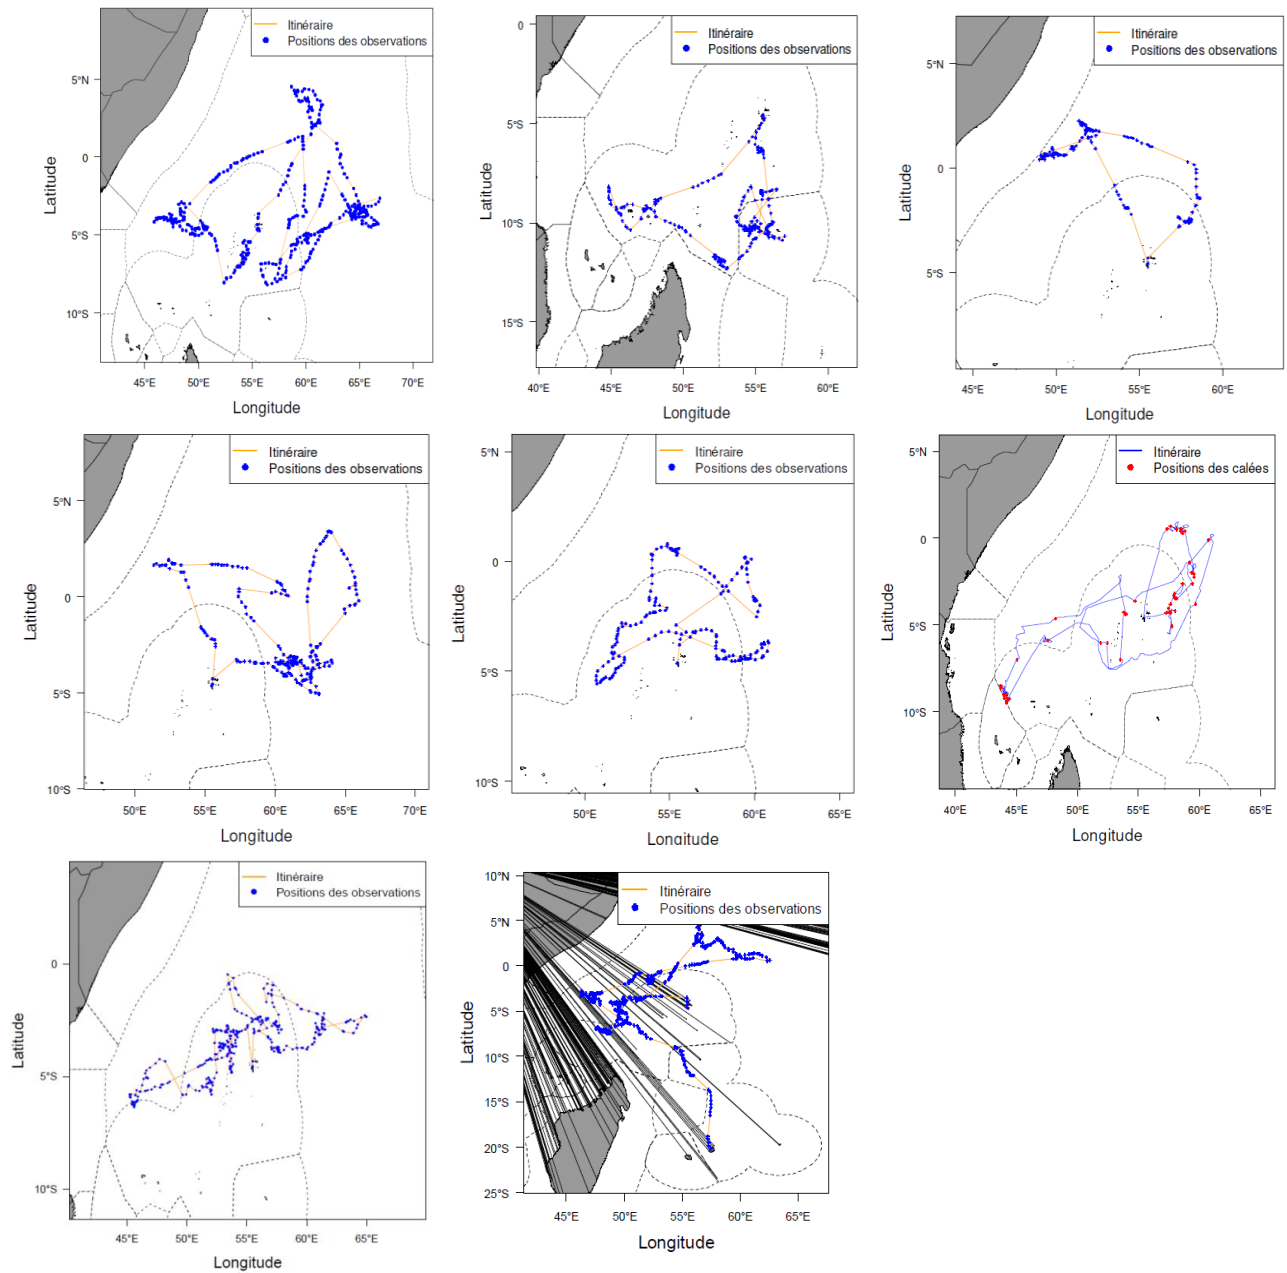 Itinéraire
Positions des observations
5°N
0
5°S
10°S
Latitude
45°E 50°E 55°E 60°E 65°E 70°E
Longitude
Itinéraire
Positions des observations
0
5°S
10°S
15°S
Latitude
40°E 45°E 50°E 55°E 60°E
Longitude
Itinéraire
Positions des observations
5°N
0
5°S
Latitude
45°E 50°E 55°E 60°E
Longitude
Itinéraire
Positions des observations
5°N
0
5°S
10°S
Latitude
50°E 55°E 60°E 65°E 70°E
Longitude
Itinéraire
Positions des observations
5°N
0
5°S
10°S
Latitude
50°E 55°E 60°E 65°E
Longitude
Itinéraire
Positions des calées
5°N
0
5°S
10°S
Latitude
40°E 45°E 50°E 55°E 60°E 65°E
Longitude
Itinéraire
Positions des observations
0
5°S
10°S
Latitude
45°E 50°E 55°E 60°E 65°E
Longitude
Itinéraire
Positions des observations
10°N
5°N
0
5°S
10°S
15°S
20°S
25°S
Latitude
45°E 50°E 55°E 60°E 65°E
Longitude